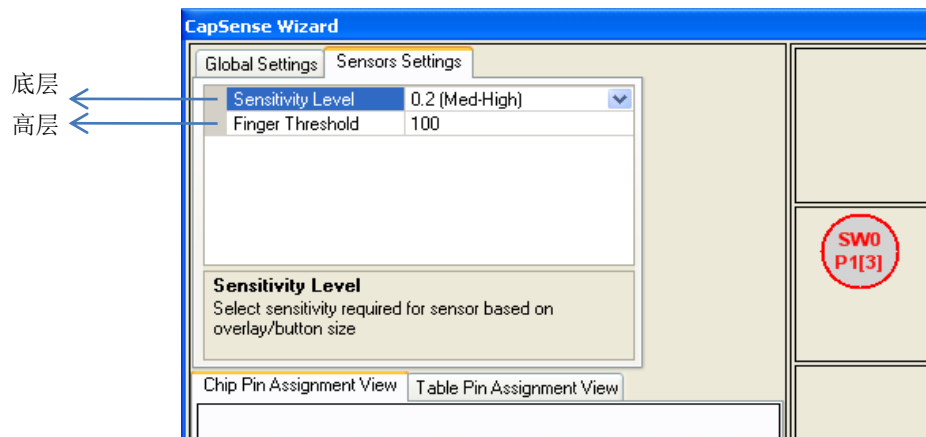 CapSense Wizard
Global Settings Sensors Settings
底层
Sensitivity Level 0.2 (Med-High)
高层
Finger Threshold 100
SW0
P1[3]
Sensitivity Level
Select sensitivity required for sensor based on
overlay/button size
Chip Pin Assignment View Table Pin Assignment View